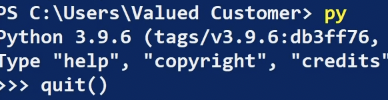 PS C:\Users\Valued Customer> py
Python 3.9.6 (tags/v3.9.6:db3ff76,
Type "help", "copyright", "credits"
>>> quit()